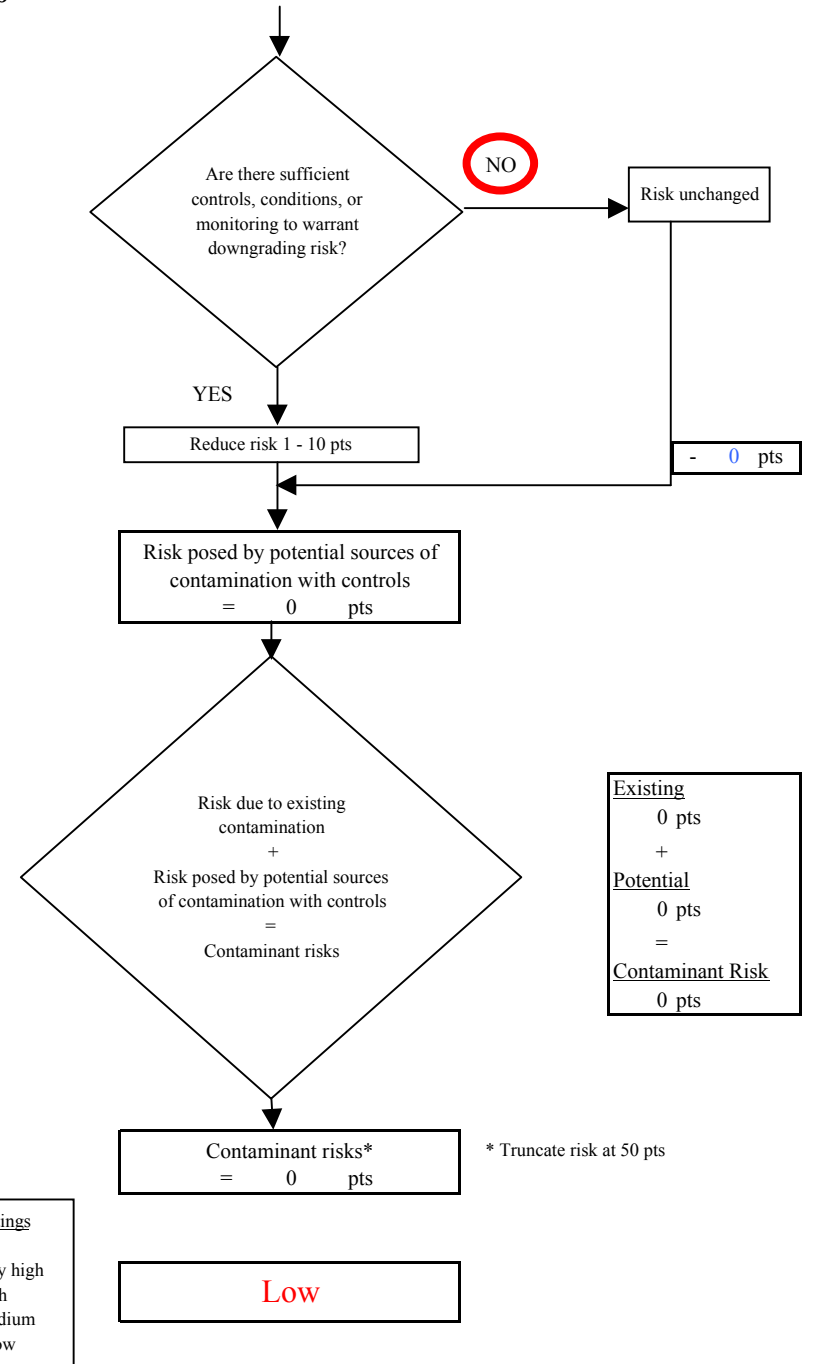 Are there sufficient
controls, conditions, or
monitoring to warrant
downgrading risk?
NO
Risk unchanged
YES
Reduce risk 1 - 10 pts
- 0 pts
Risk posed by potential sources of
contamination with controls
= 0 pts
Risk due to existing
contamination
+
Risk posed by potential sources
of contamination with controls
=
Contaminant risks
Existing
0 pts
+
Potential
0 pts
=
Contaminant Risk
0 pts
Contaminant risks*
= 0 pts
* Truncate risk at 50 pts
Low
high